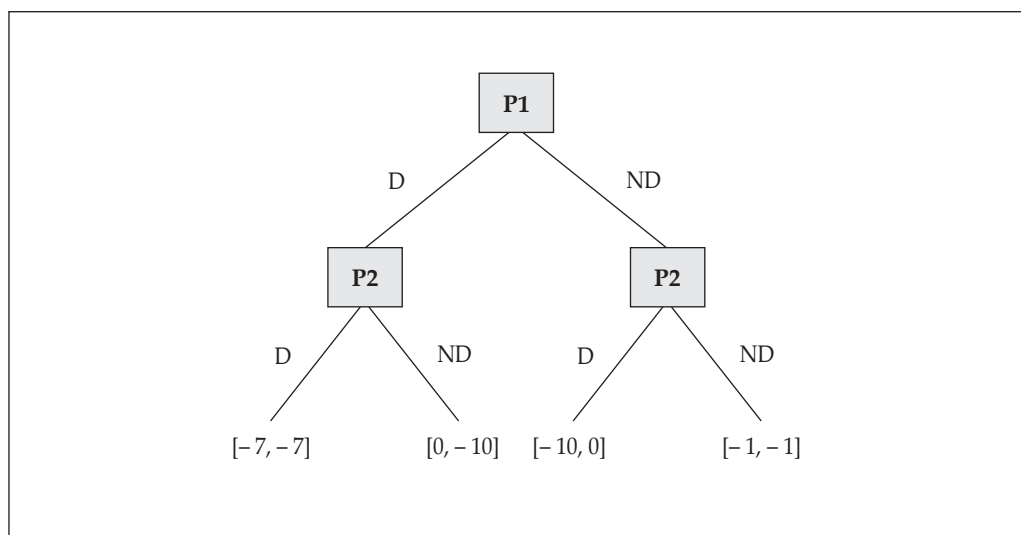 P1
D ND
P2 P2
D ND D ND
[– 7, – 7] [0, – 10] [– 10, 0] [– 1, – 1]